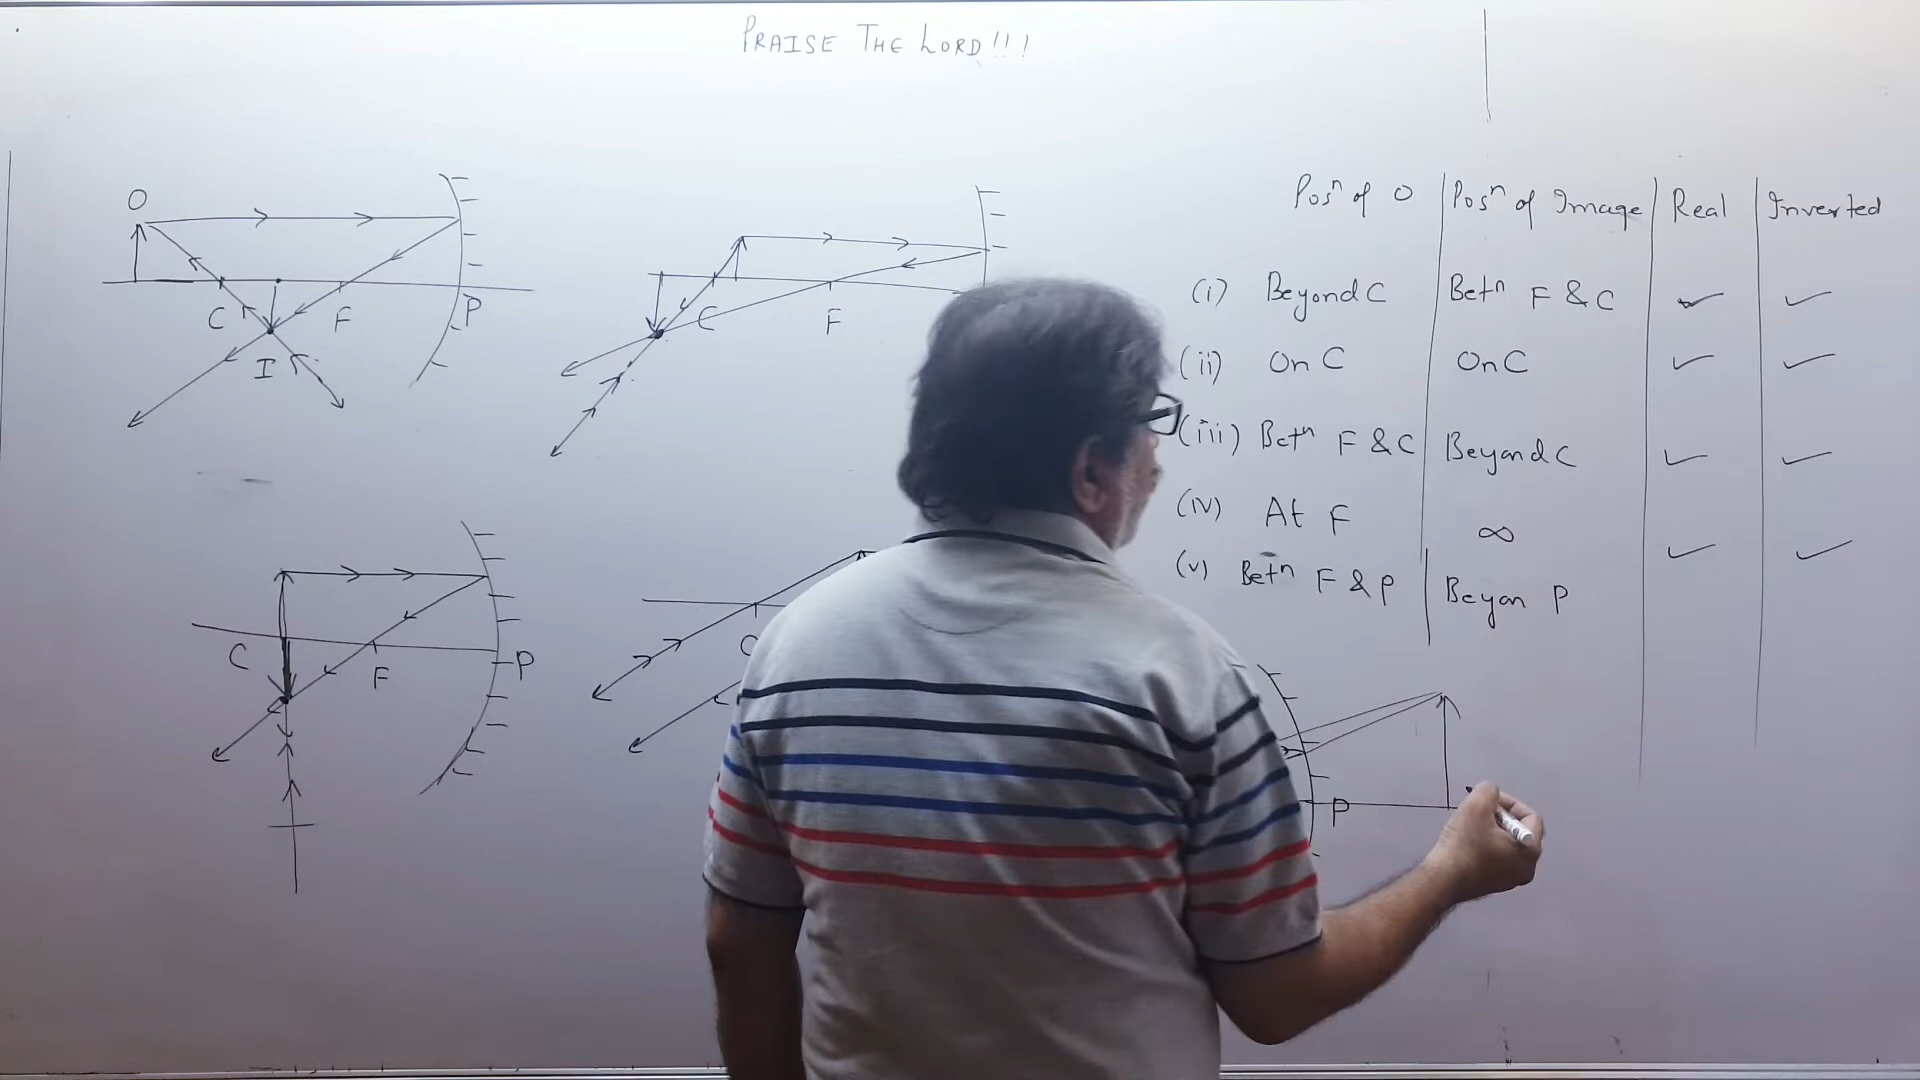 PRAISE THE LORD!!!
O
C
F
P
I
C
F
C
F
P
C
P
Posn of O Posn of Image Real Inverted
(i) Beyond C Betn F & C ✓ ✓
(ii) On C On C ✓ ✓
(iii) Betn F & C Beyond C ✓ ✓
(iv) At F ∞ ✓ ✓
(v) Betn F & P Beyon P